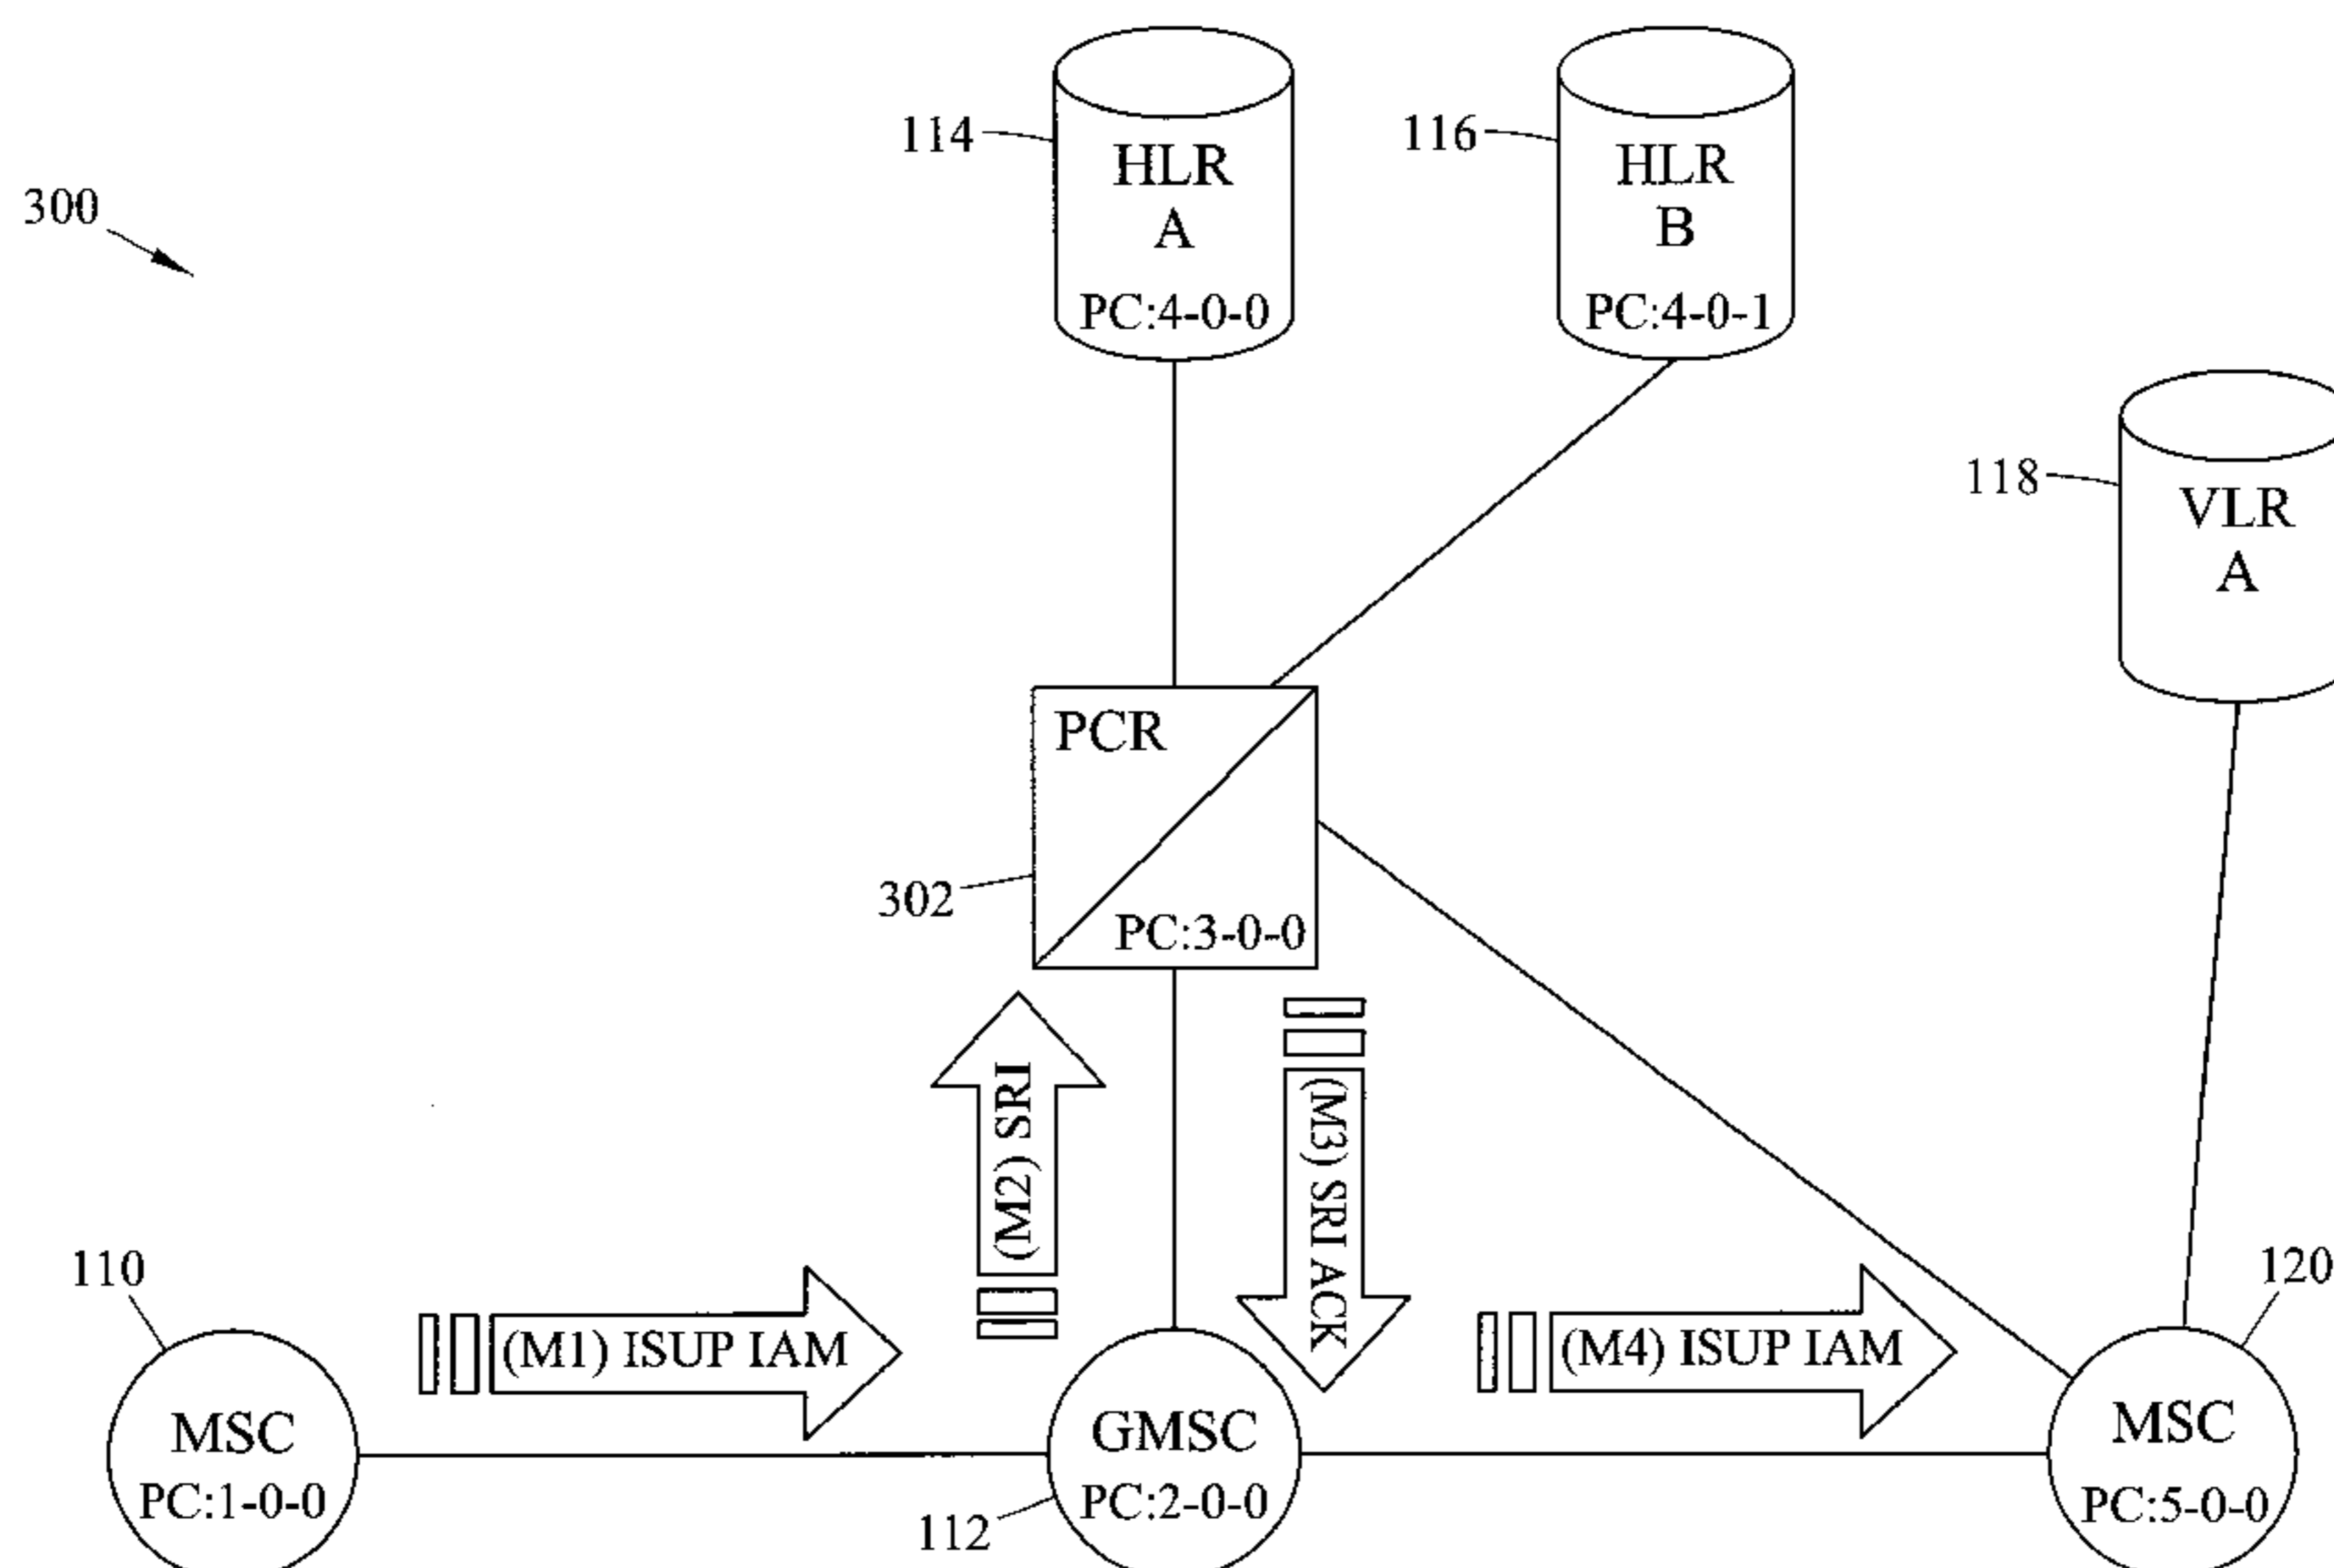 300
114
HLR
A
PC:4-0-0
116
HLR
B
PC:4-0-1
118
VLR
A
PCR
PC:3-0-0
302
(M2) SRI
(M3) SRI ACK
110
(M1) ISUP IAM
(M4) ISUP IAM
120
MSC
PC:1-0-0
GMSC
PC:2-0-0
112
MSC
PC:5-0-0